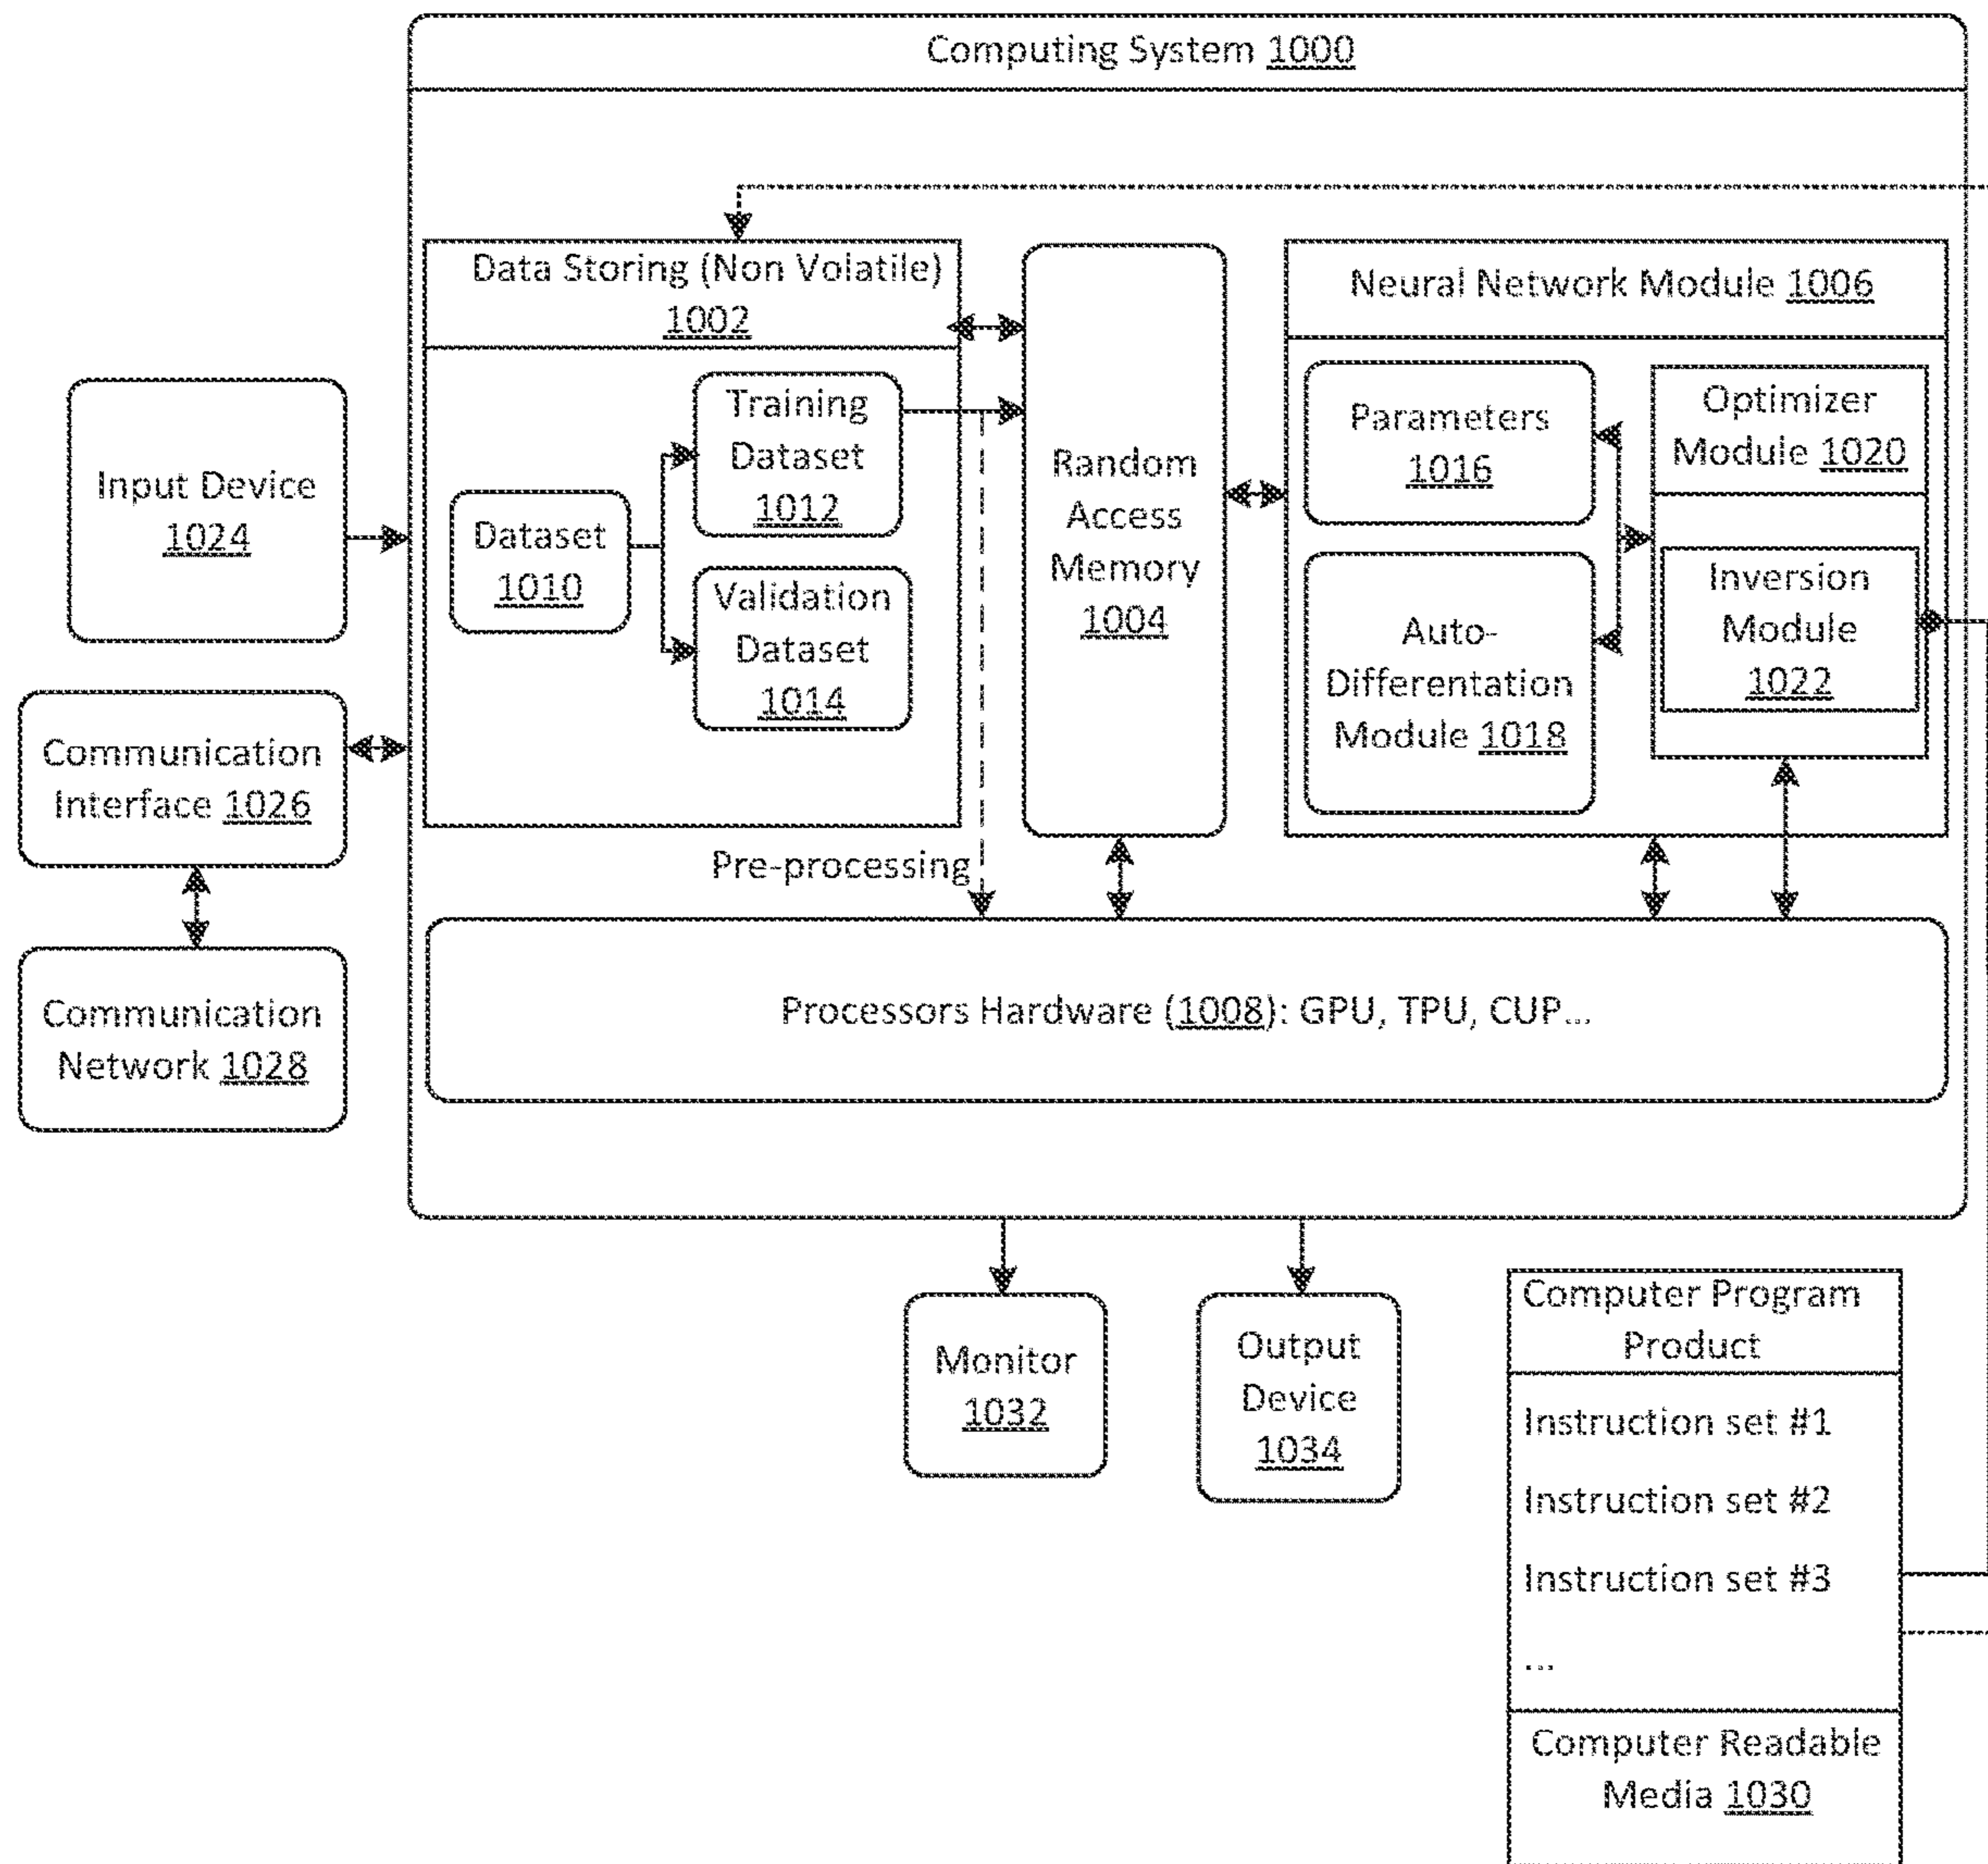 Computing System 1000
Data Storing (Non Volatile)
1002
Dataset
1010
Training
Dataset
1012
Validation
Dataset
1014
Random
Access
Memory
1004
Neural Network Module 1006
Parameters
1016
Auto-
Differentation
Module 1018
Optimizer
Module 1020
Inversion
Module
1022
Input Device
1024
Communication
Interface 1026
Communication
Network 1028
Pre-processing
Processors Hardware (1008): GPU, TPU, CUP...
Monitor
1032
Output
Device
1034
Computer Program
Product
Instruction set #1
Instruction set #2
Instruction set #3
...
Computer Readable
Media 1030